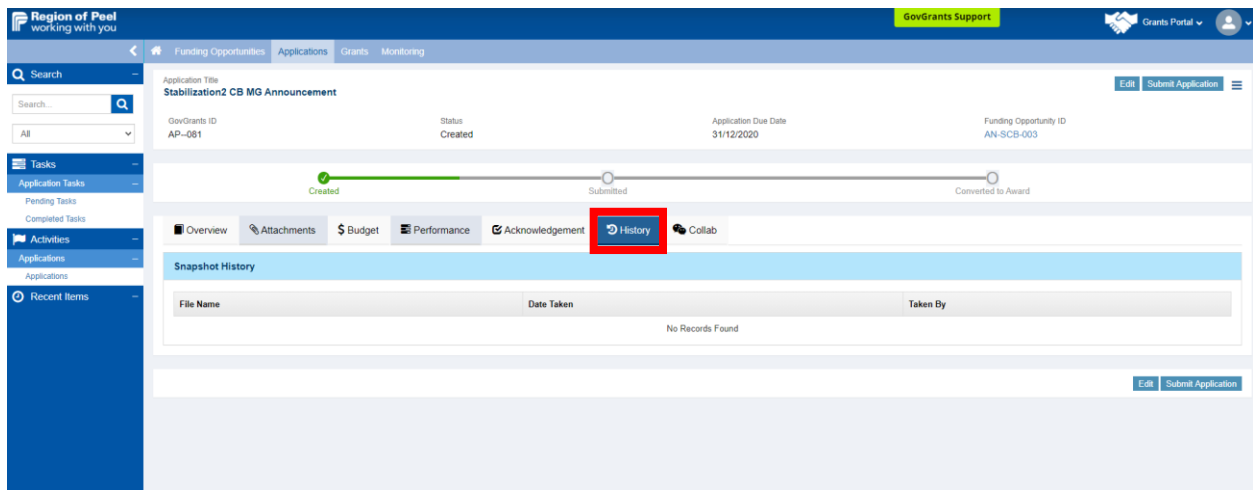 Region of Peel
working with you
GovGrants Support
Grants Portal
Funding Opportunities Applications Grants Monitoring
Search
Search...
All
Tasks
Application Tasks
Pending Tasks
Completed Tasks
Activities
Applications
Applications
Recent Items
Application Title
Stabilization2 CB MG Announcement
Edit Submit Application
GovGrants ID Status Application Due Date Funding Opportunity ID
AP--081 Created 31/12/2020 AN-SCB-003
Created Submitted Converted to Award
Overview Attachments $ Budget Performance Acknowledgement History Collab
Snapshot History
File Name Date Taken Taken By
No Records Found
Edit Submit Application